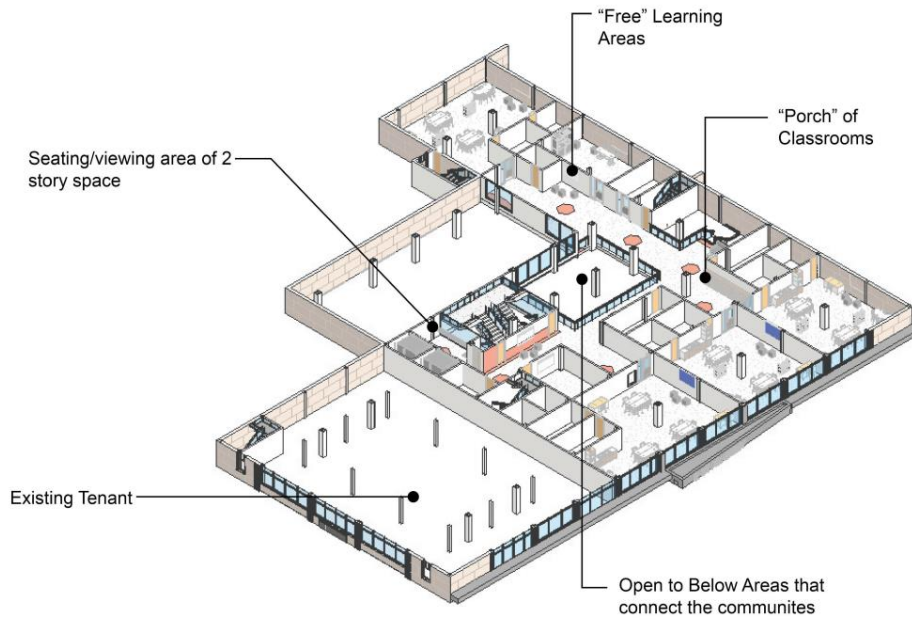 “Free” Learning
Areas
“Porch” of
Classrooms
Seating/viewing area of 2
story space
Existing Tenant
Open to Below Areas that
connect the communites